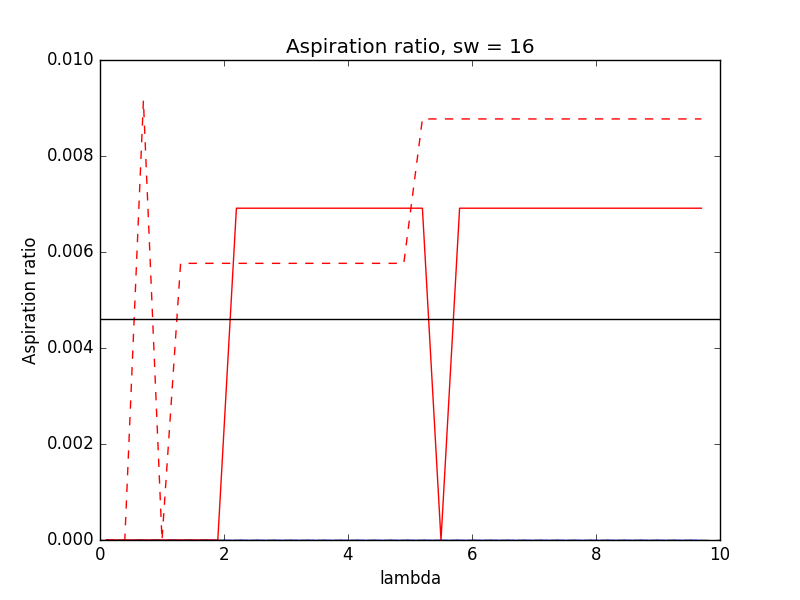 Aspiration ratio, sw = 16
0.010
0.008
0.006
0.004
0.002
0.000
Aspiration ratio
0 2 4 6 8 10
lambda